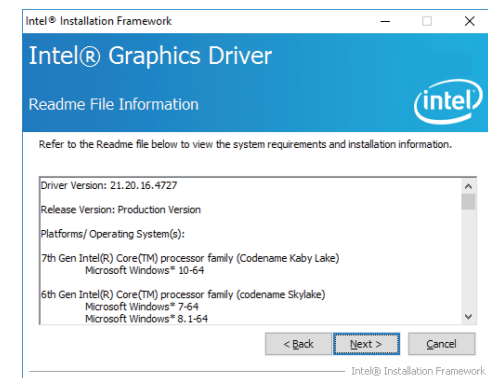 Intel® Installation Framework
Intel® Graphics Driver
Readme File Information
intel
Refer to the Readme file below to view the system requirements and installation information.
Driver Version: 21.20.16.4727
Release Version: Production Version
Platforms/ Operating System(s):
7th Gen Intel(R) Core(TM) processor family (Codename Kaby Lake)
Microsoft Windows* 10-64
6th Gen Intel(R) Core(TM) processor family (codename Skylake)
Microsoft Windows* 7-64
Microsoft Windows* 8.1-64
< Back Next > Cancel
Intel® Installation Framework